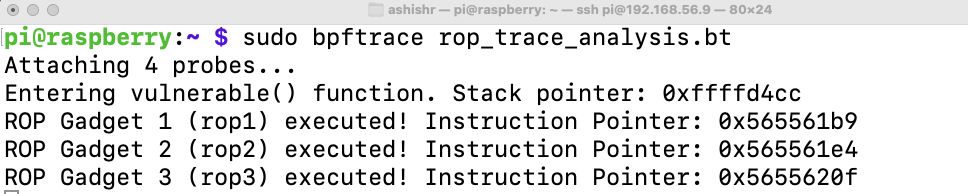 ashishr — pi@raspberry: ~ — ssh pi@192.168.56.9 — 80×24
pi@raspberry:~ $ sudo bpftrace rop_trace_analysis.bt
Attaching 4 probes...
Entering vulnerable() function. Stack pointer: 0xffffd4cc
ROP Gadget 1 (rop1) executed! Instruction Pointer: 0x565561b9
ROP Gadget 2 (rop2) executed! Instruction Pointer: 0x565561e4
ROP Gadget 3 (rop3) executed! Instruction Pointer: 0x5655620f